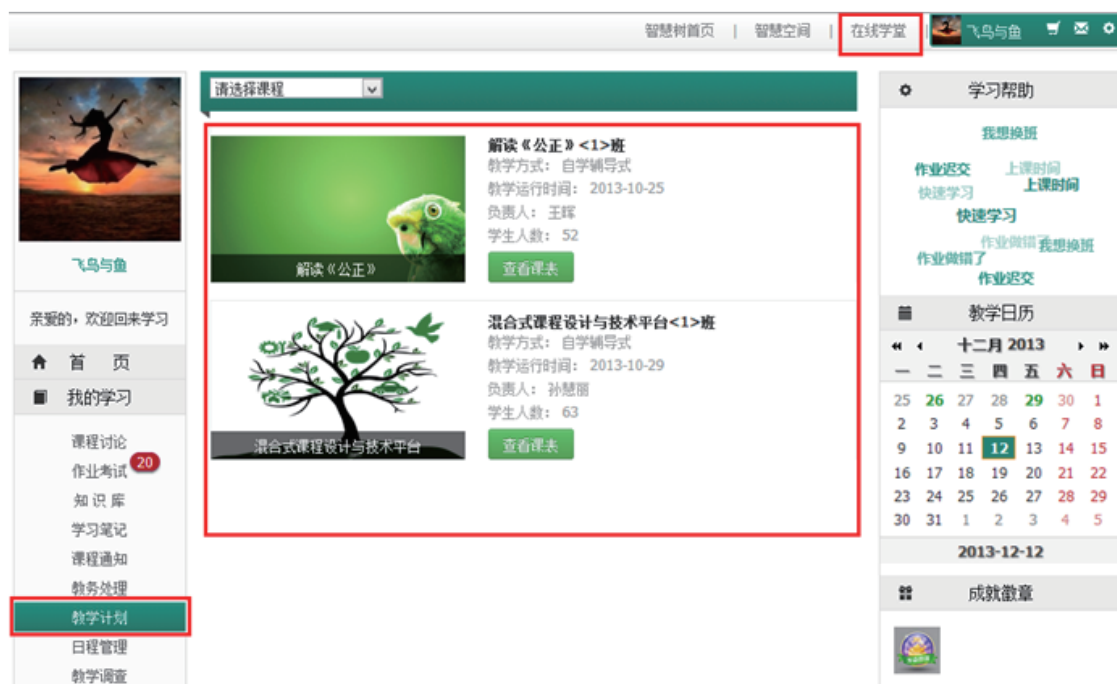 智慧树首页 | 智慧空间 | 在线学堂 | 飞鸟与鱼
飞鸟与鱼
亲爱的，欢迎回来学习
首 页
我的学习
课程讨论
作业考试 20
知 识 库
学习笔记
课程通知
教务处理
教学计划
日程管理
教学调查
请选择课程
解读《公正》
解读《公正》<1>班
教学方式： 自学辅导式
教学运行时间： 2013-10-25
负责人： 王晖
学生人数： 52
查看课表
混合式课程设计与技术平台
混合式课程设计与技术平台<1>班
教学方式： 自学辅导式
教学运行时间： 2013-10-29
负责人： 孙慧丽
学生人数： 63
查看课表
学习帮助
我想换班
作业迟交 上课时间
快速学习 上课时间
快速学习
作业做错了 我想换班
作业做错了
作业迟交
教学日历
十二月 2013
一 二 三 四 五 六 日
25 26 27 28 29 30 1
2 3 4 5 6 7 8
9 10 11 12 13 14 15
16 17 18 19 20 21 22
23 24 25 26 27 28 29
30 31 1 2 3 4 5
2013-12-12
成就徽章